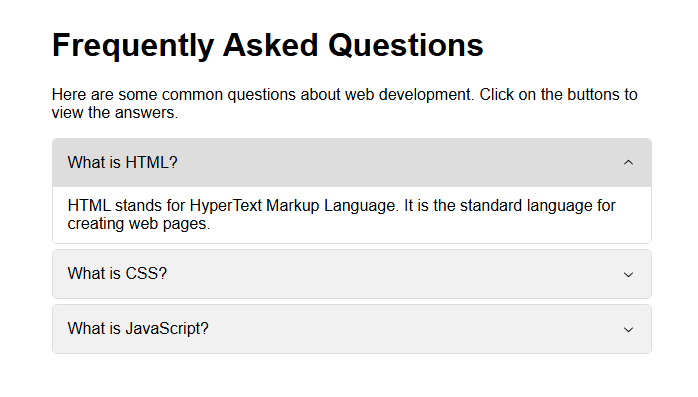 Frequently Asked Questions
Here are some common questions about web development. Click on the buttons to
view the answers.
What is HTML?
HTML stands for HyperText Markup Language. It is the standard language for
creating web pages.
What is CSS?
What is JavaScript?